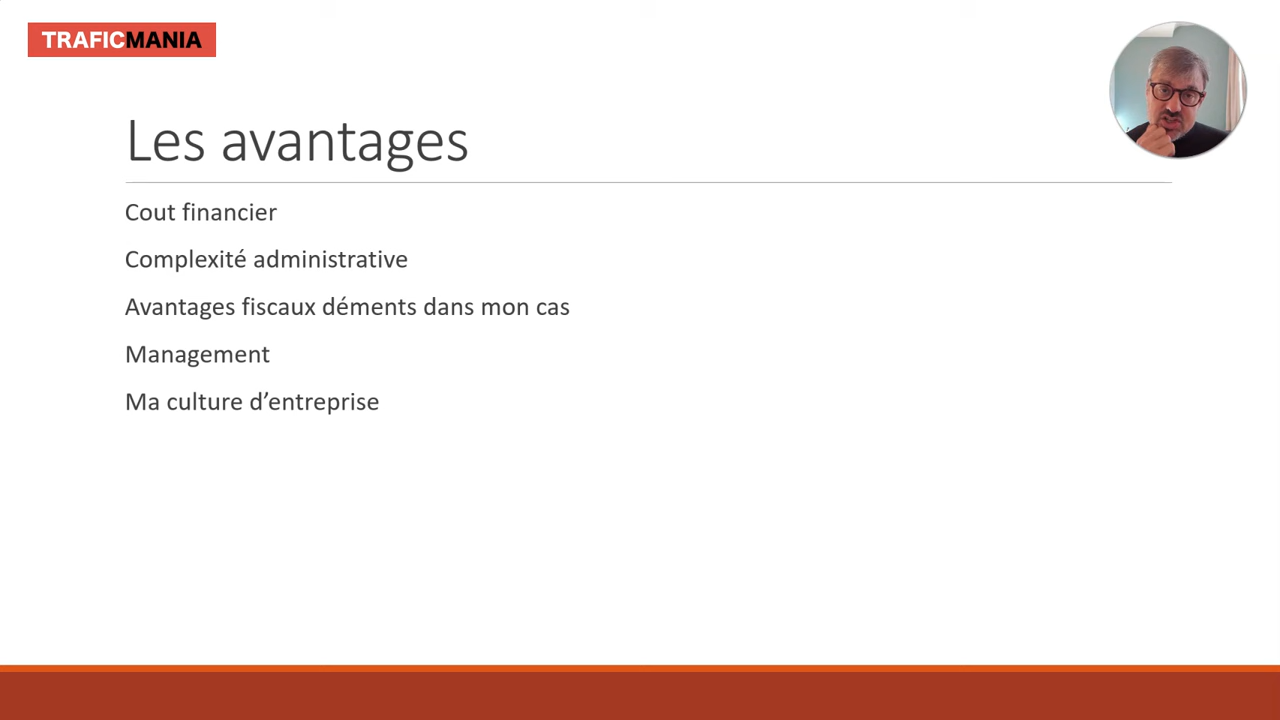 TRAFICMANIA
Les avantages
Cout financier
Complexité administrative
Avantages fiscaux déments dans mon cas
Management
Ma culture d’entreprise